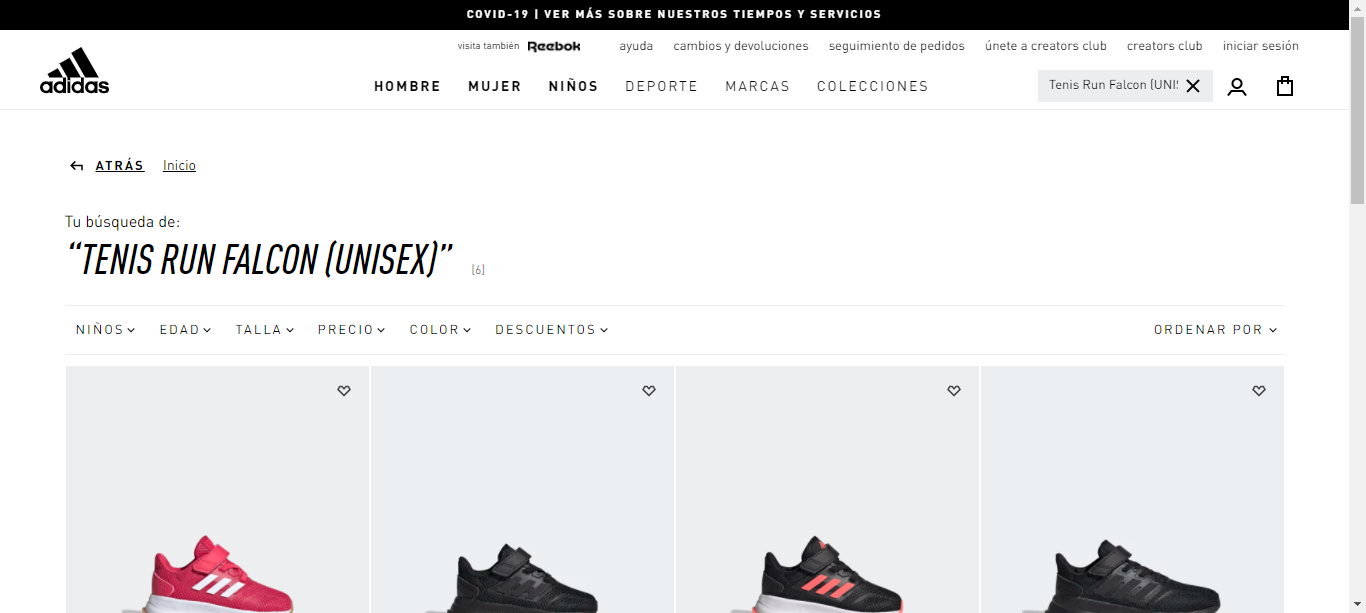 COVID-19 | VER MÁS SOBRE NUESTROS TIEMPOS Y SERVICIOS
visita también Reebok ayuda cambios y devoluciones seguimiento de pedidos únete a creators club creators club iniciar sesión
adidas
HOMBRE MUJER NIÑOS DEPORTE MARCAS COLECCIONES Tenis Run Falcon (UNIS
ATRÁS Inicio
Tu búsqueda de:
“TENIS RUN FALCON (UNISEX)” [6]
NIÑOS EDAD TALLA PRECIO COLOR DESCUENTOS ORDENAR POR